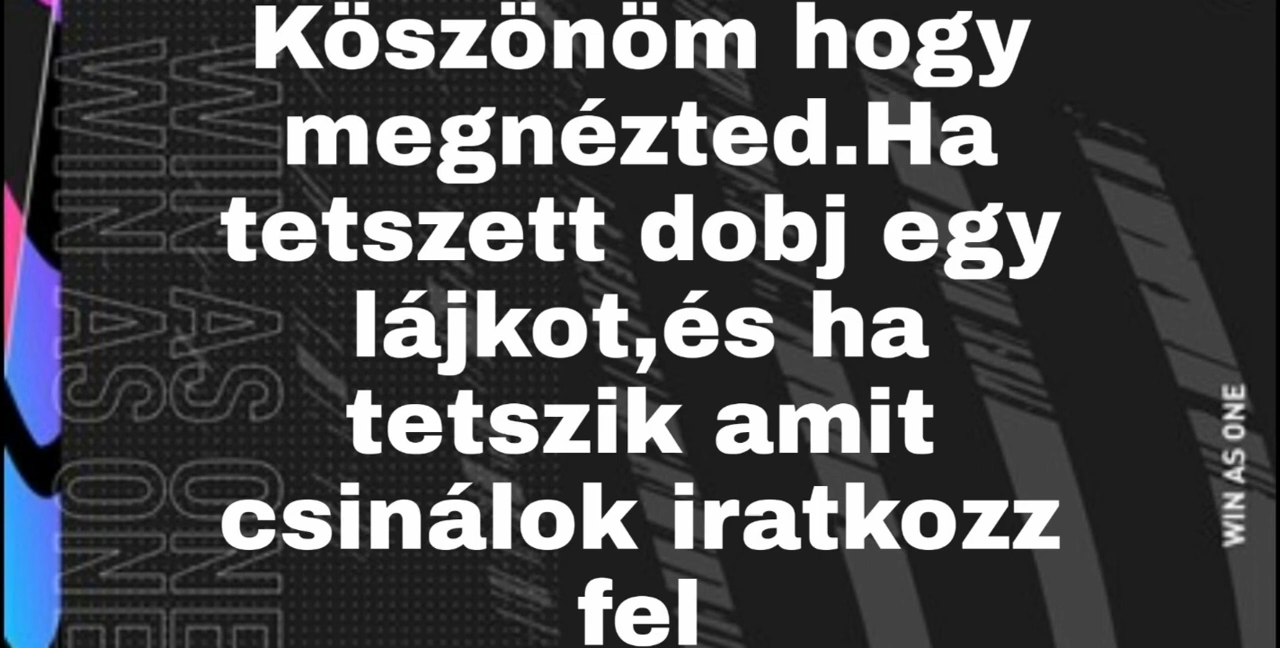 Köszönöm hogy
megnézted.Ha
tetszett dobj egy
lájkot,és ha
tetszik amit
csinálok iratkozz
fel
WIN AS ONE
WIN AS ONE
WIN AS ONE